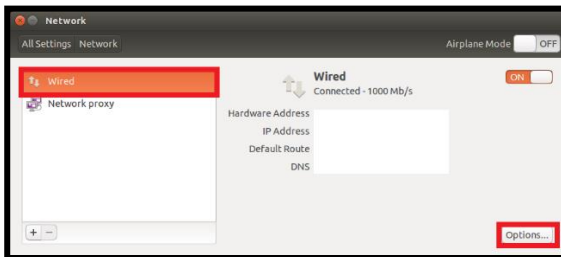 Network
All Settings Network
Airplane Mode OFF
Wired
Network proxy
Wired
Connected - 1000 Mb/s
ON
Hardware Address
IP Address
Default Route
DNS
+ -
Options...